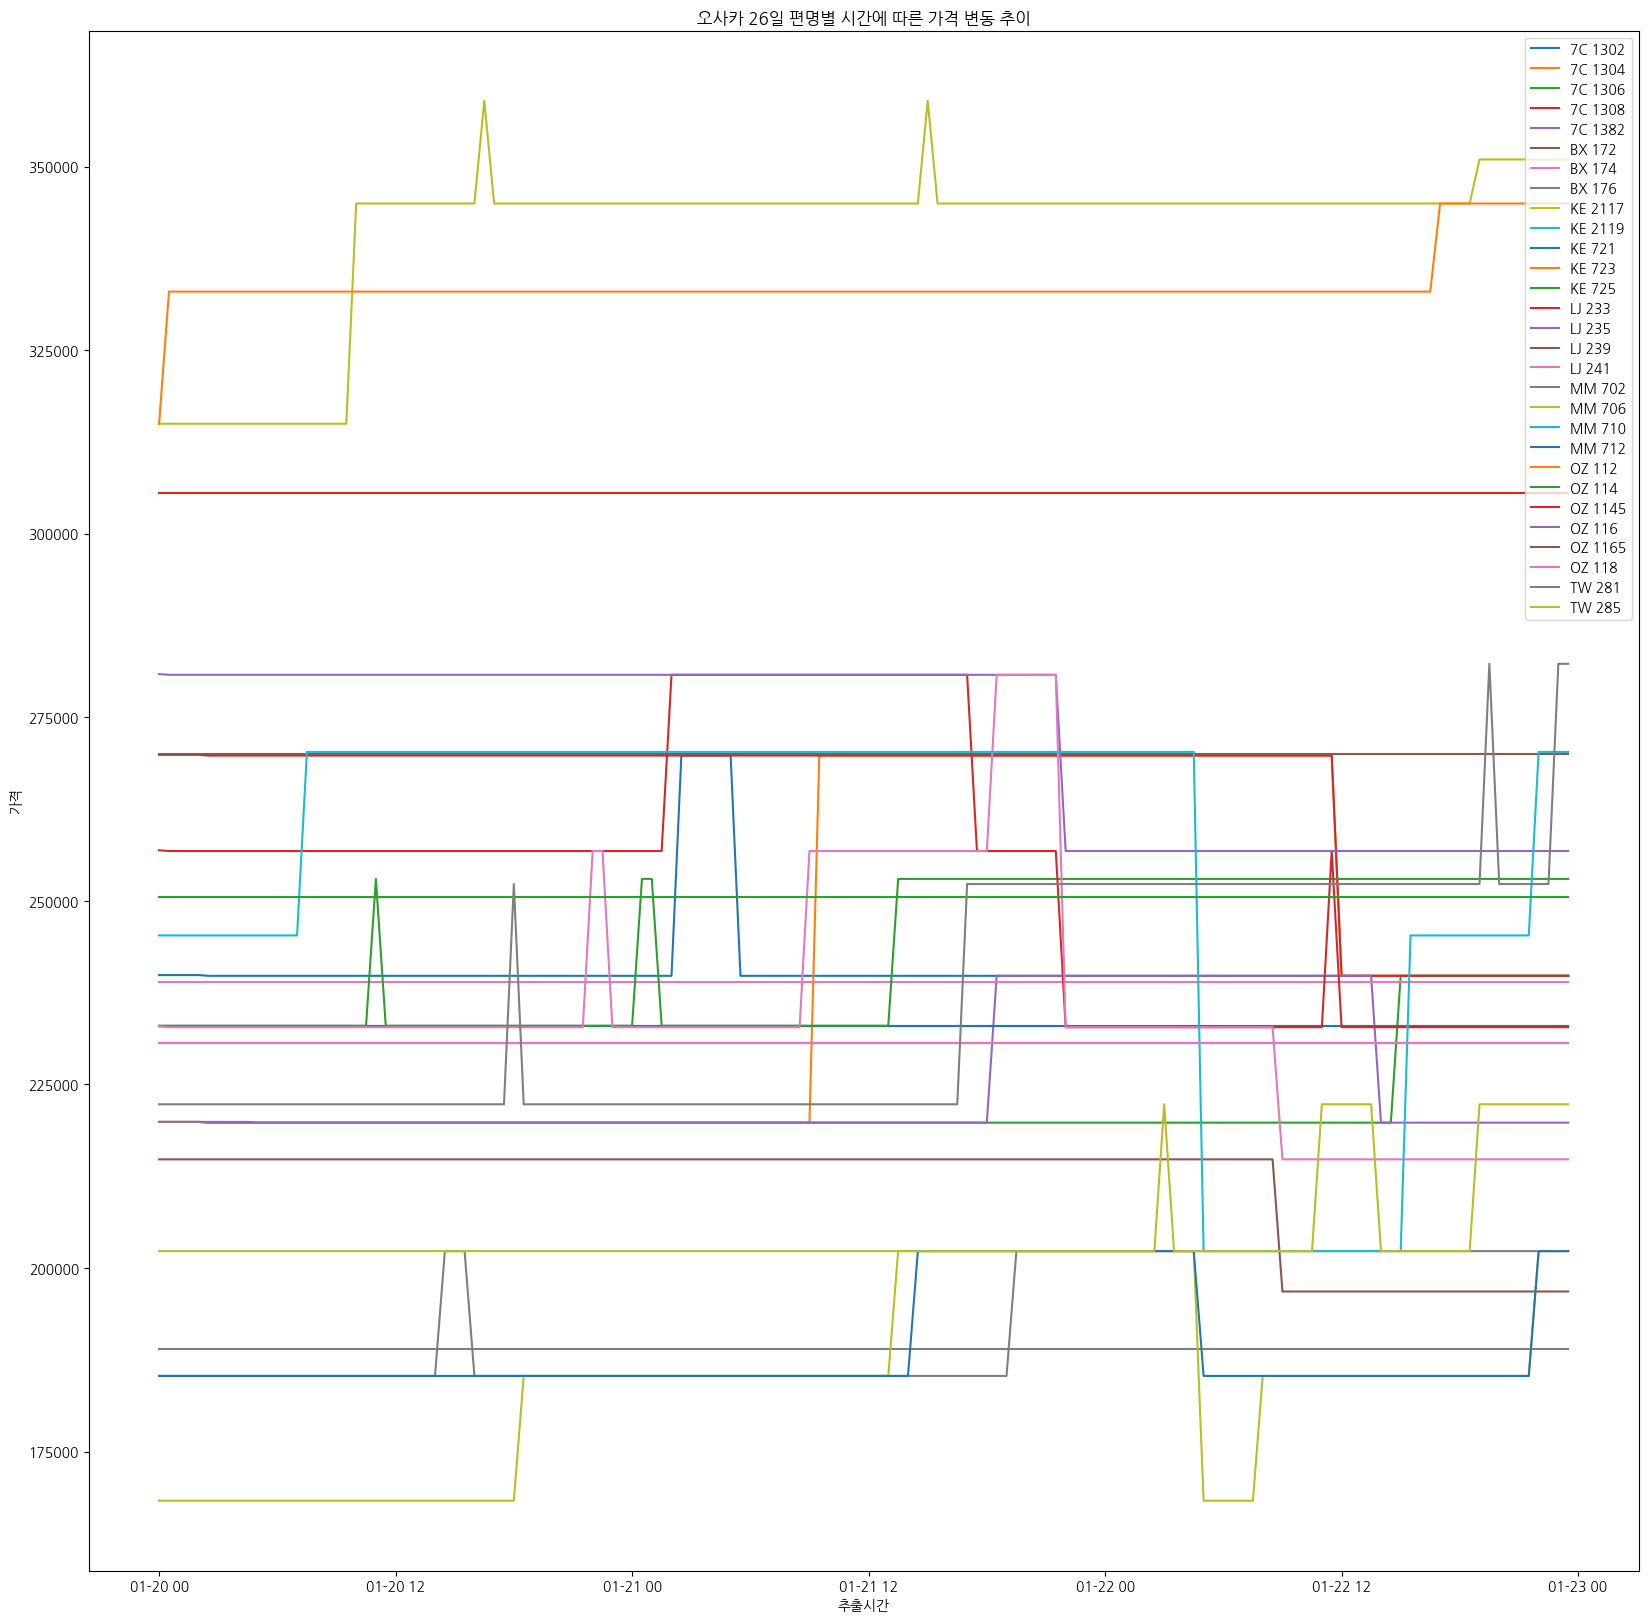 오사카 26일 편명별 시간에 따른 가격 변동 추이
7C 1302
7C 1304
7C 1306
7C 1308
7C 1382
BX 172
BX 174
BX 176
KE 2117
KE 2119
KE 721
KE 723
KE 725
LJ 233
LJ 235
LJ 239
LJ 241
MM 702
MM 706
MM 710
MM 712
OZ 112
OZ 114
OZ 1145
OZ 116
OZ 1165
OZ 118
TW 281
TW 285
가격
350000
325000
300000
275000
250000
225000
200000
175000
01-20 00
01-20 12
01-21 00
01-21 12
01-22 00
01-22 12
01-23 00
추출시간